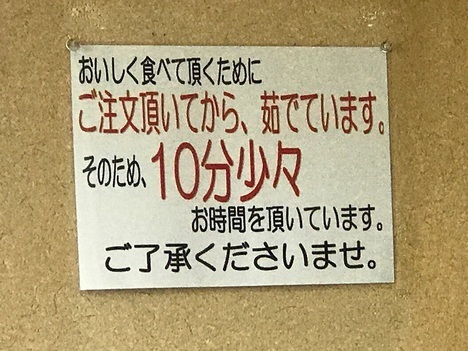 おいしく食べて頂くために
ご注文頂いてから、茹でています。
そのため、10分少々
お時間を頂いています。
ご了承くださいませ。